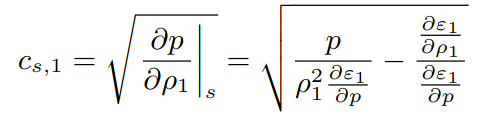 $c_{s,1} = \sqrt{\left.\frac{\partial p}{\partial \rho_1}\right|_s} = \sqrt{\frac{p}{\rho_1^2 \frac{\partial \varepsilon_1}{\partial p}} - \frac{\frac{\partial \varepsilon_1}{\partial \rho_1}}{\frac{\partial \varepsilon_1}{\partial p}}}$